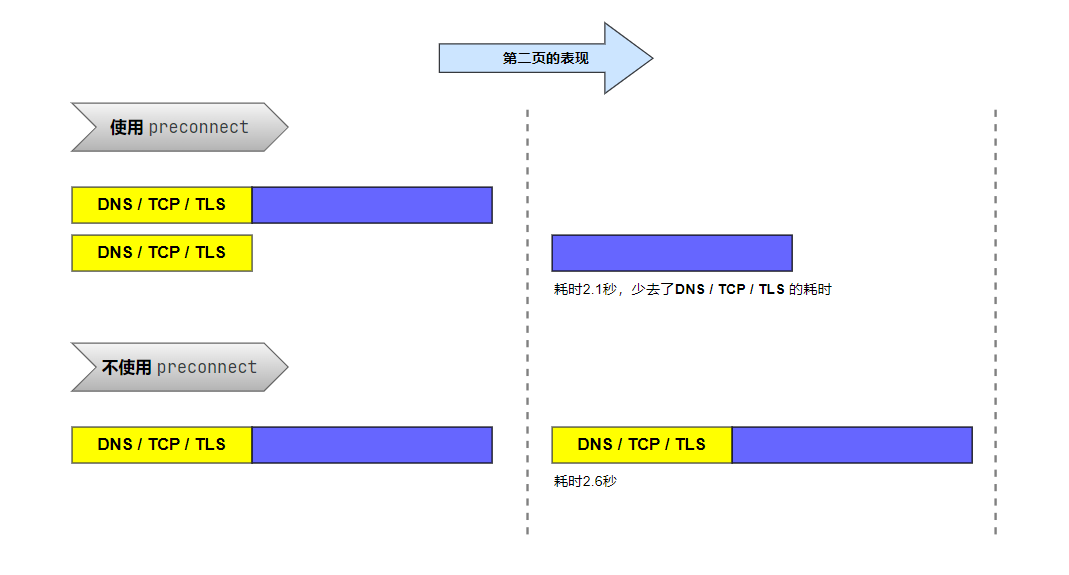 第二页的表现
使用 preconnect
DNS / TCP / TLS
DNS / TCP / TLS
耗时2.1秒，少去了DNS / TCP / TLS 的耗时
不使用 preconnect
DNS / TCP / TLS
DNS / TCP / TLS
耗时2.6秒